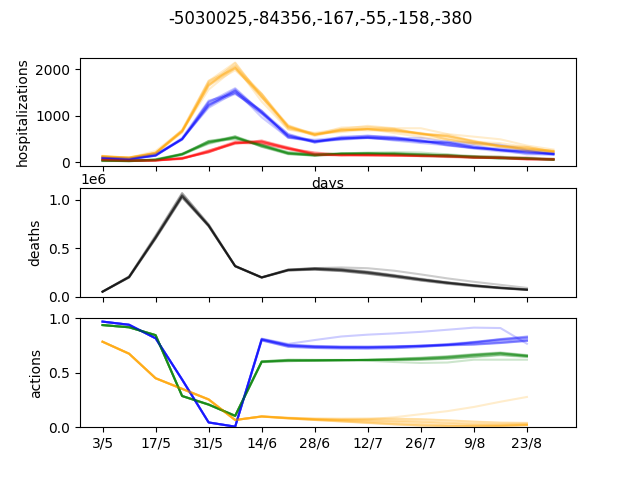 -5030025,-84356,-167,-55,-158,-380
hospitalizations
2000
1000
0
days
1e6
deaths
1.0
0.5
0.0
actions
1.0
0.5
0.0
3/5 17/5 31/5 14/6 28/6 12/7 26/7 9/8 23/8